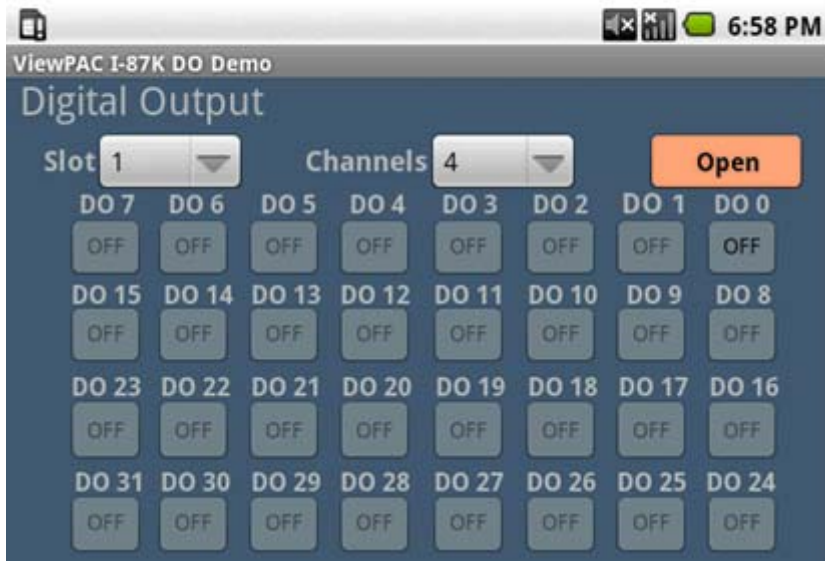 6:58 PM
ViewPAC I-87K DO Demo
Digital Output
Slot 1 Channels 4 Open
DO 7 DO 6 DO 5 DO 4 DO 3 DO 2 DO 1 DO 0
OFF OFF OFF OFF OFF OFF OFF OFF
DO 15 DO 14 DO 13 DO 12 DO 11 DO 10 DO 9 DO 8
OFF OFF OFF OFF OFF OFF OFF OFF
DO 23 DO 22 DO 21 DO 20 DO 19 DO 18 DO 17 DO 16
OFF OFF OFF OFF OFF OFF OFF OFF
DO 31 DO 30 DO 29 DO 28 DO 27 DO 26 DO 25 DO 24
OFF OFF OFF OFF OFF OFF OFF OFF